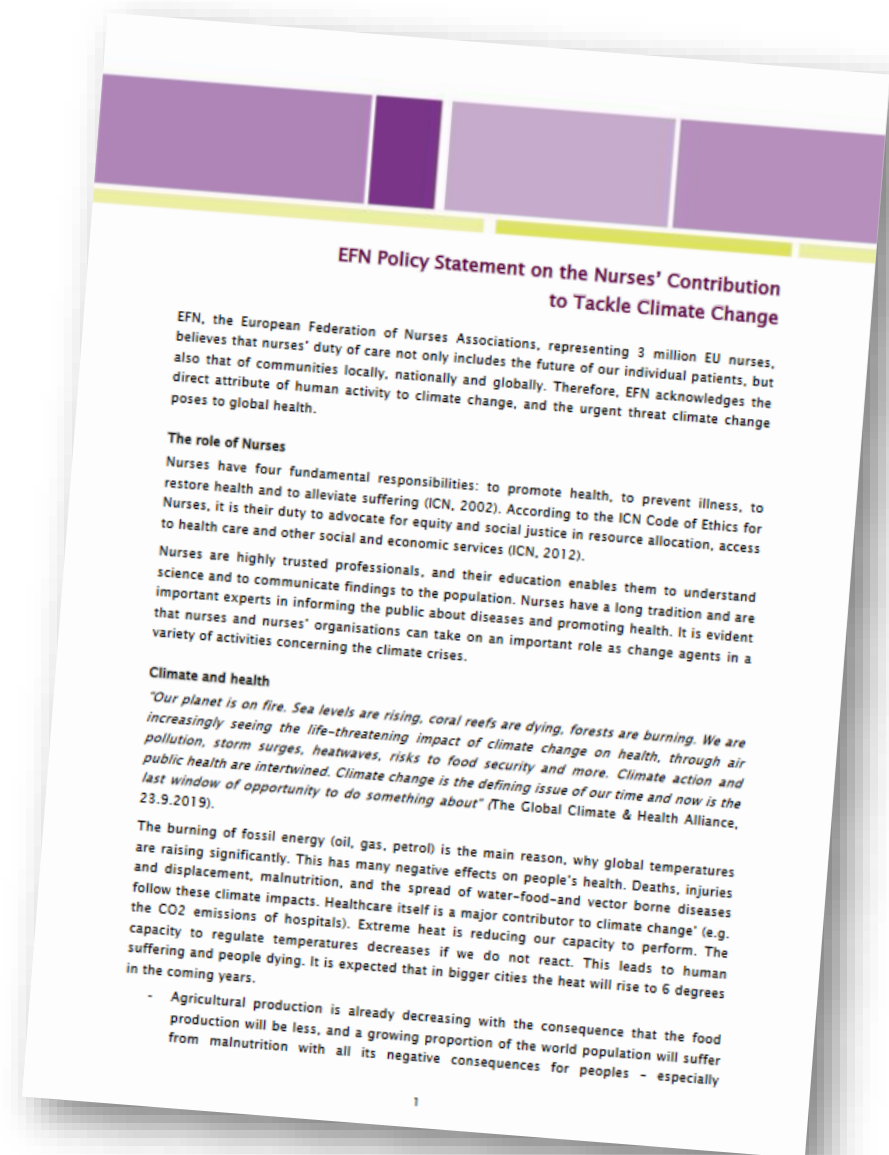 EFN Policy Statement on the Nurses' Contribution
to Tackle Climate Change
EFN, the European Federation of Nurses Associations, representing 3 million EU nurses,
believes that nurses' duty of care not only includes the future of our individual patients, but
also that of communities locally, nationally and globally. Therefore, EFN acknowledges the
direct attribute of human activity to climate change, and the urgent threat climate change
poses to global health.
The role of Nurses
Nurses have four fundamental responsibilities: to promote health, to prevent illness, to
restore health and to alleviate suffering (ICN, 2002). According to the ICN Code of Ethics for
Nurses, it is their duty to advocate for equity and social justice in resource allocation, access
to health care and other social and economic services (ICN, 2012).
Nurses are highly trusted professionals, and their education enables them to understand
science and to communicate findings to the population. Nurses have a long tradition and are
important experts in informing the public about diseases and promoting health. It is evident
that nurses and nurses' organisations can take on an important role as change agents in a
variety of activities concerning the climate crises.
Climate and health
"Our planet is on fire. Sea levels are rising, coral reefs are dying, forests are burning. We are
increasingly seeing the life-threatening impact of climate change on health, through air
pollution, storm surges, heatwaves, risks to food security and more. Climate action and
public health are intertwined. Climate change is the defining issue of our time and now is the
last window of opportunity to do something about" (The Global Climate & Health Alliance,
23.9.2019).
The burning of fossil energy (oil, gas, petrol) is the main reason, why global temperatures
are raising significantly. This has many negative effects on people's health. Deaths, injuries
and displacement, malnutrition, and the spread of water-food-and vector borne diseases
follow these climate impacts. Healthcare itself is a major contributor to climate change' (e.g.
the CO2 emissions of hospitals). Extreme heat is reducing our capacity to perform. The
capacity to regulate temperatures decreases if we do not react. This leads to human
suffering and people dying. It is expected that in bigger cities the heat will rise to 6 degrees
in the coming years.
- Agricultural production is already decreasing with the consequence that the food
production will be less, and a growing proportion of the world population will suffer
from malnutrition with all its negative consequences for peoples - especially
1